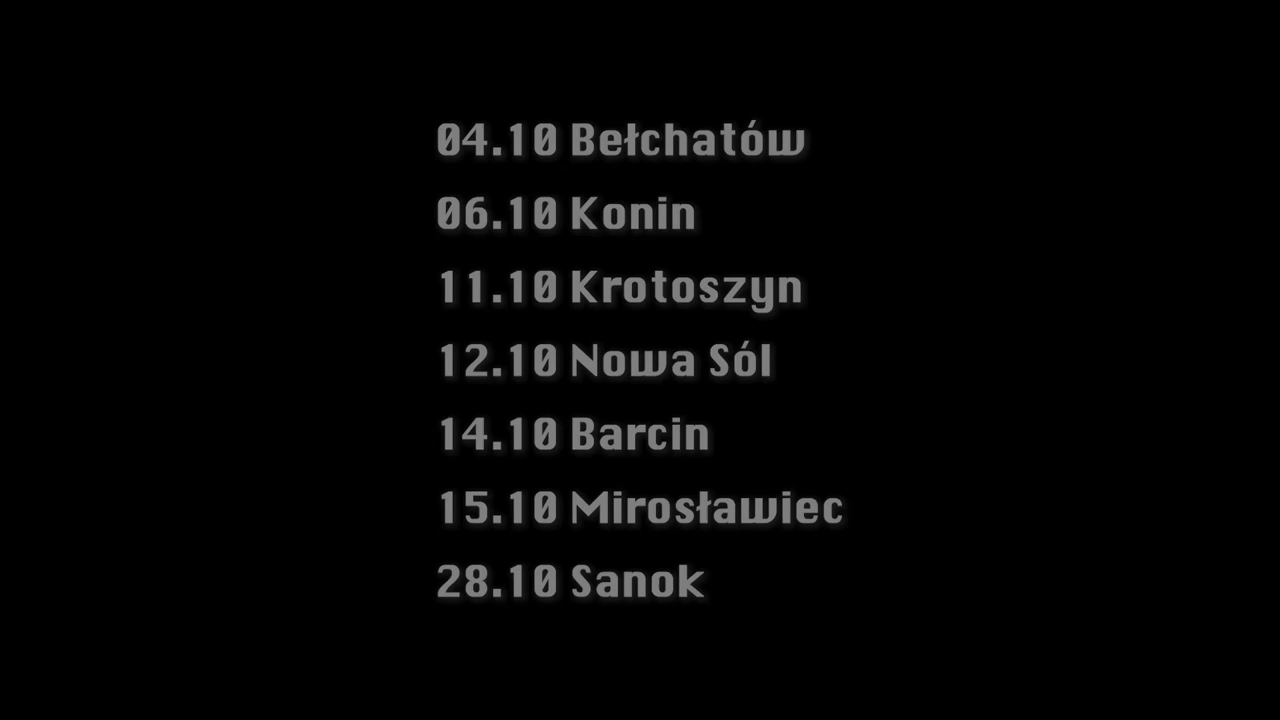 04.10 Bełchatów
06.10 Konin
11.10 Krotoszyn
12.10 Nowa Sól
14.10 Barcin
15.10 Mirosławiec
28.10 Sanok